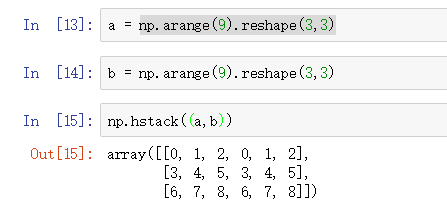 In [13]: a = np.arange(9).reshape(3,3)
In [14]: b = np.arange(9).reshape(3,3)
In [15]: np.hstack((a,b))
Out[15]: array([[0, 1, 2, 0, 1, 2],
[3, 4, 5, 3, 4, 5],
[6, 7, 8, 6, 7, 8]])